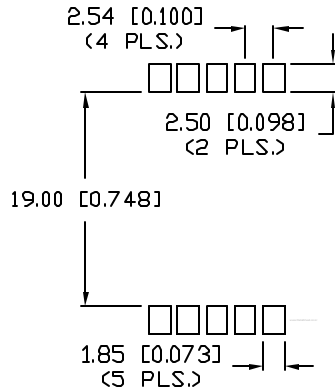 2.54 [0.100]
(4 PLS.)
2.50 [0.098]
(2 PLS.)
19.00 [0.748]
1.85 [0.073]
(5 PLS.)